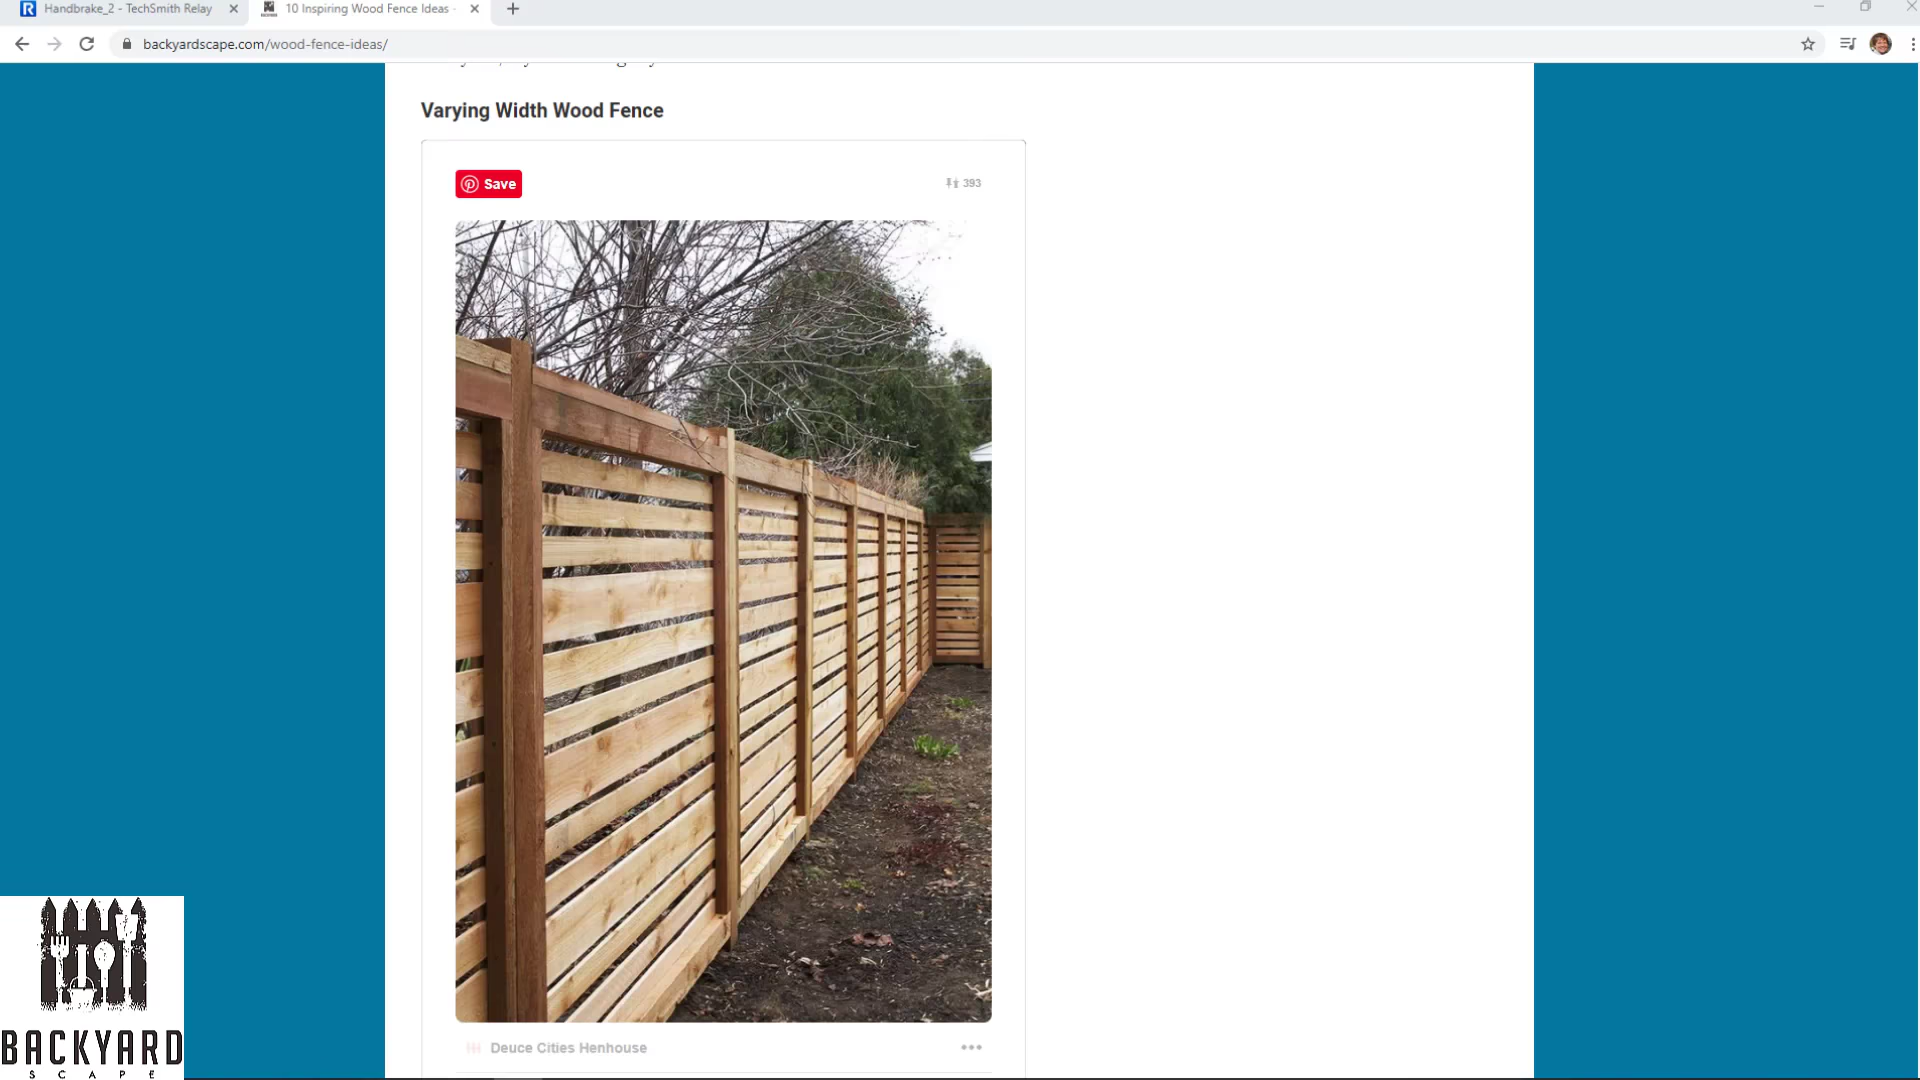 Handbrake_2 - TechSmith Relay
10 Inspiring Wood Fence Ideas -
backyardscape.com/wood-fence-ideas/
Varying Width Wood Fence
Save
393
Deuce Cities Henhouse
BACKYARD
SCAPE